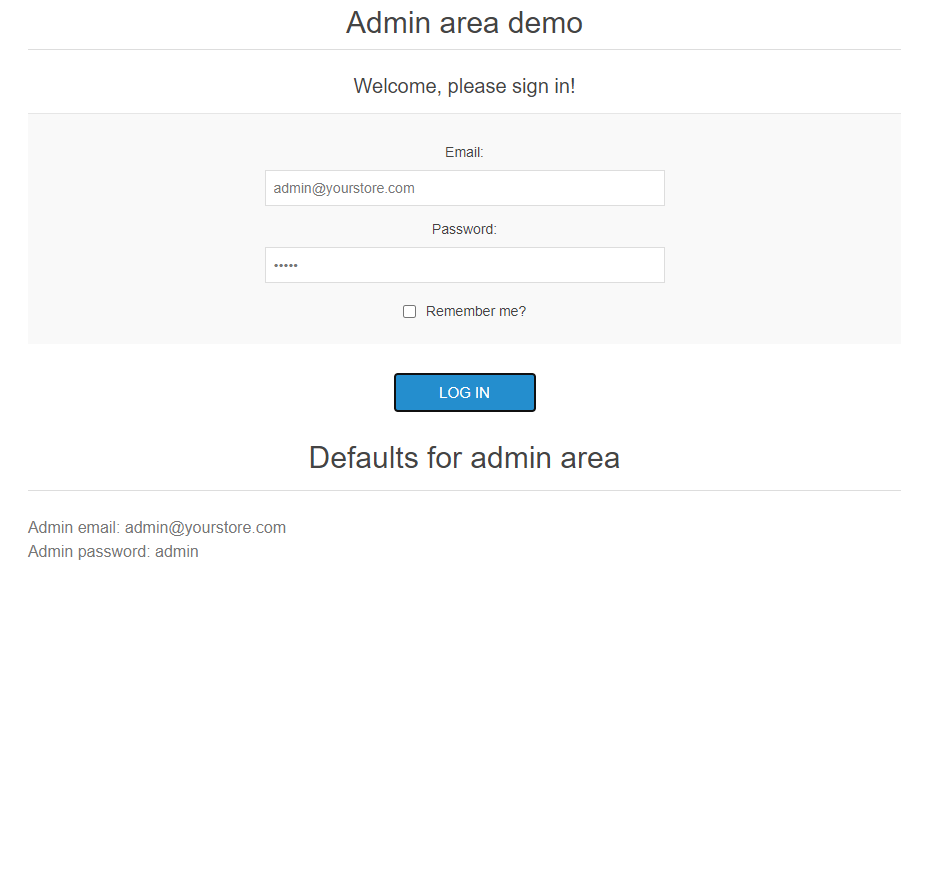 Admin area demo
Welcome, please sign in!
Email:
admin@yourstore.com
Password:
•••••
Remember me?
LOG IN
Defaults for admin area
Admin email: admin@yourstore.com
Admin password: admin